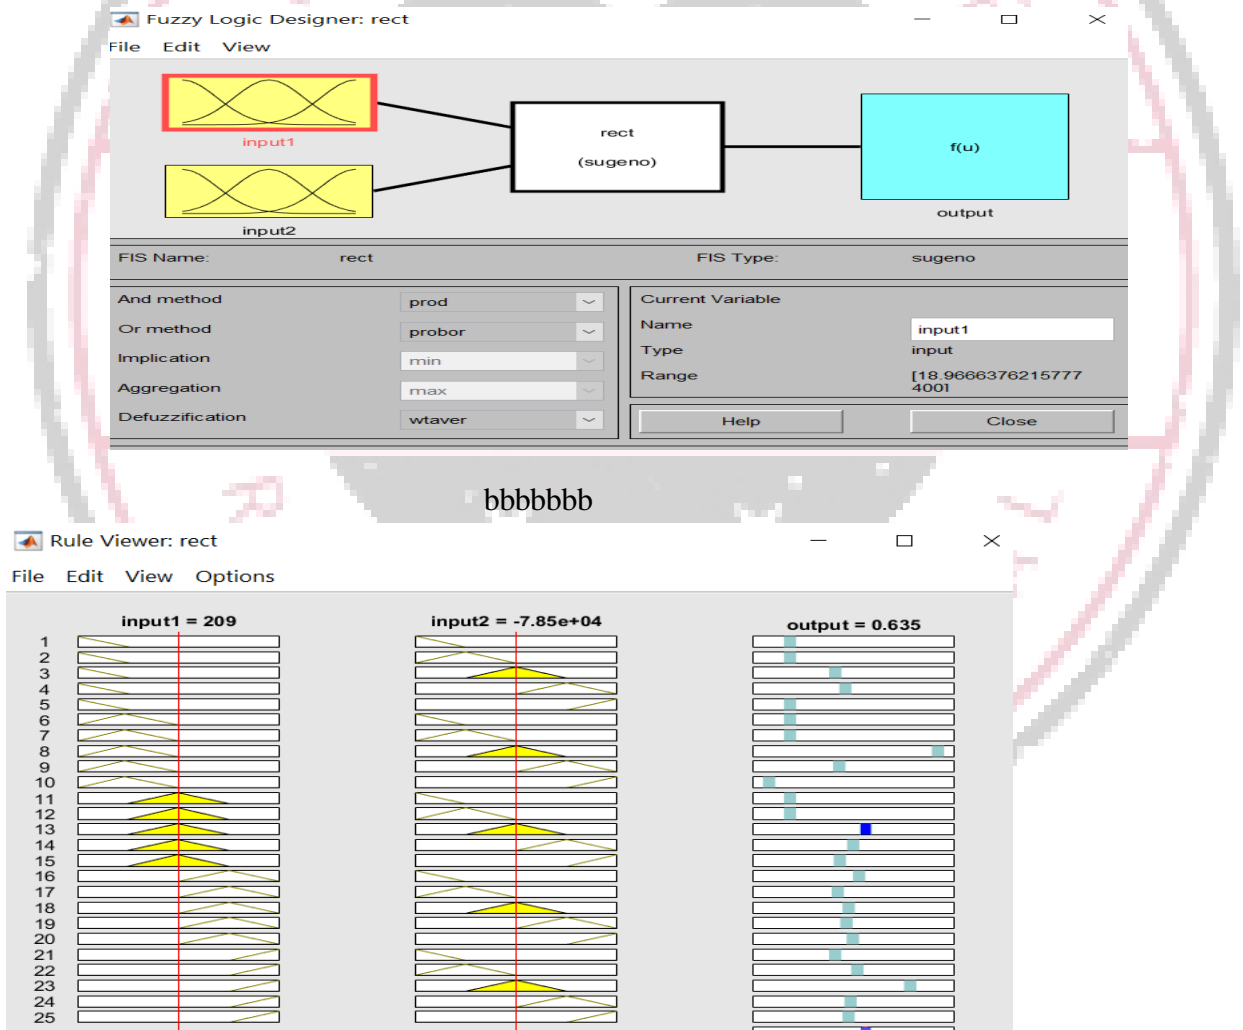 Fuzzy Logic Designer: rect
File Edit View
input1
input2
rect
(sugeno)
f(u)
output
FIS Name: rect FIS Type: sugeno
And method prod
Or method probor
Implication min
Aggregation max
Defuzzification wtaver
Current Variable
Name input1
Type input
Range [18.9666376215777
400]
Help Close
bbbbbbb
Rule Viewer: rect
File Edit View Options
input1 = 209 input2 = -7.85e+04 output = 0.635
1
2
3
4
5
6
7
8
9
10
11
12
13
14
15
16
17
18
19
20
21
22
23
24
25